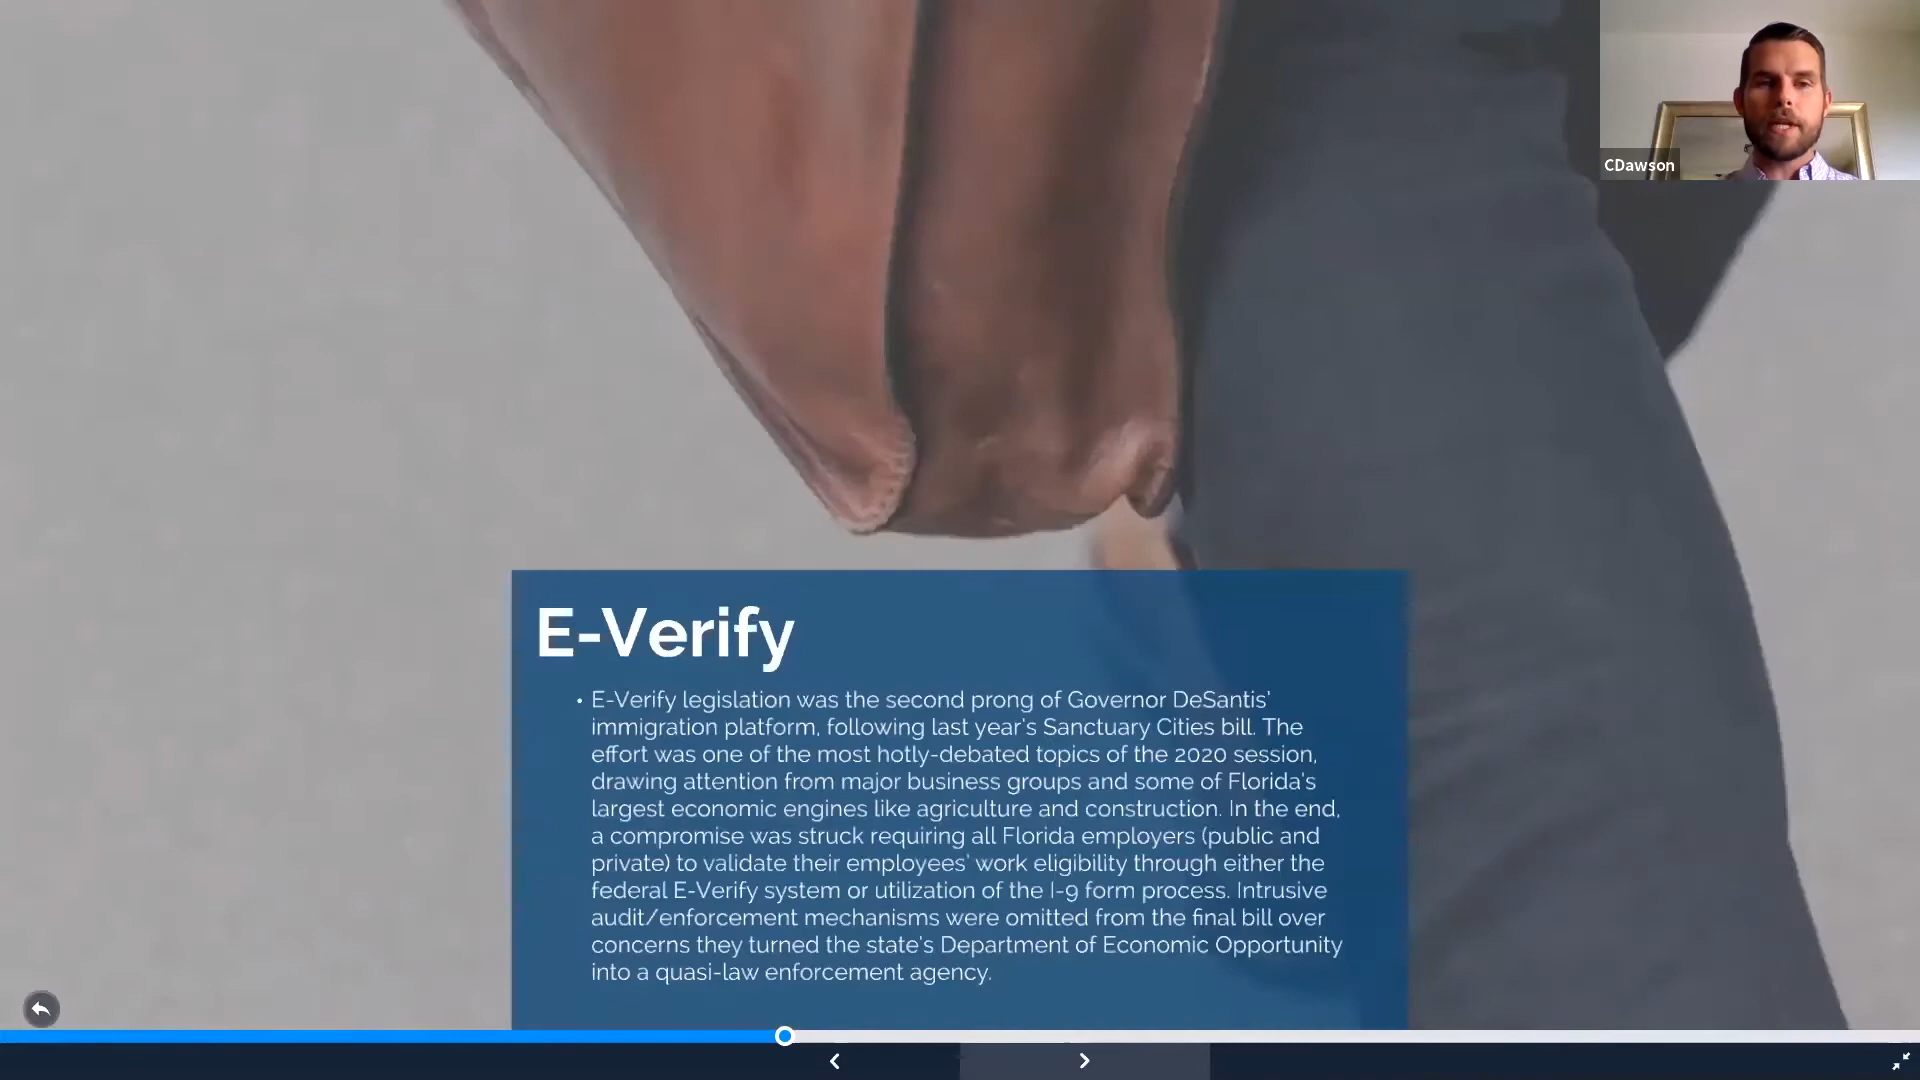 CDawson
E-Verify
• E-Verify legislation was the second prong of Governor DeSantis'
immigration platform, following last year's Sanctuary Cities bill. The
effort was one of the most hotly-debated topics of the 2020 session,
drawing attention from major business groups and some of Florida's
largest economic engines like agriculture and construction. In the end,
a compromise was struck requiring all Florida employers (public and
private) to validate their employees' work eligibility through either the
federal E-Verify system or utilization of the I-9 form process. Intrusive
audit/enforcement mechanisms were omitted from the final bill over
concerns they turned the state's Department of Economic Opportunity
into a quasi-law enforcement agency.